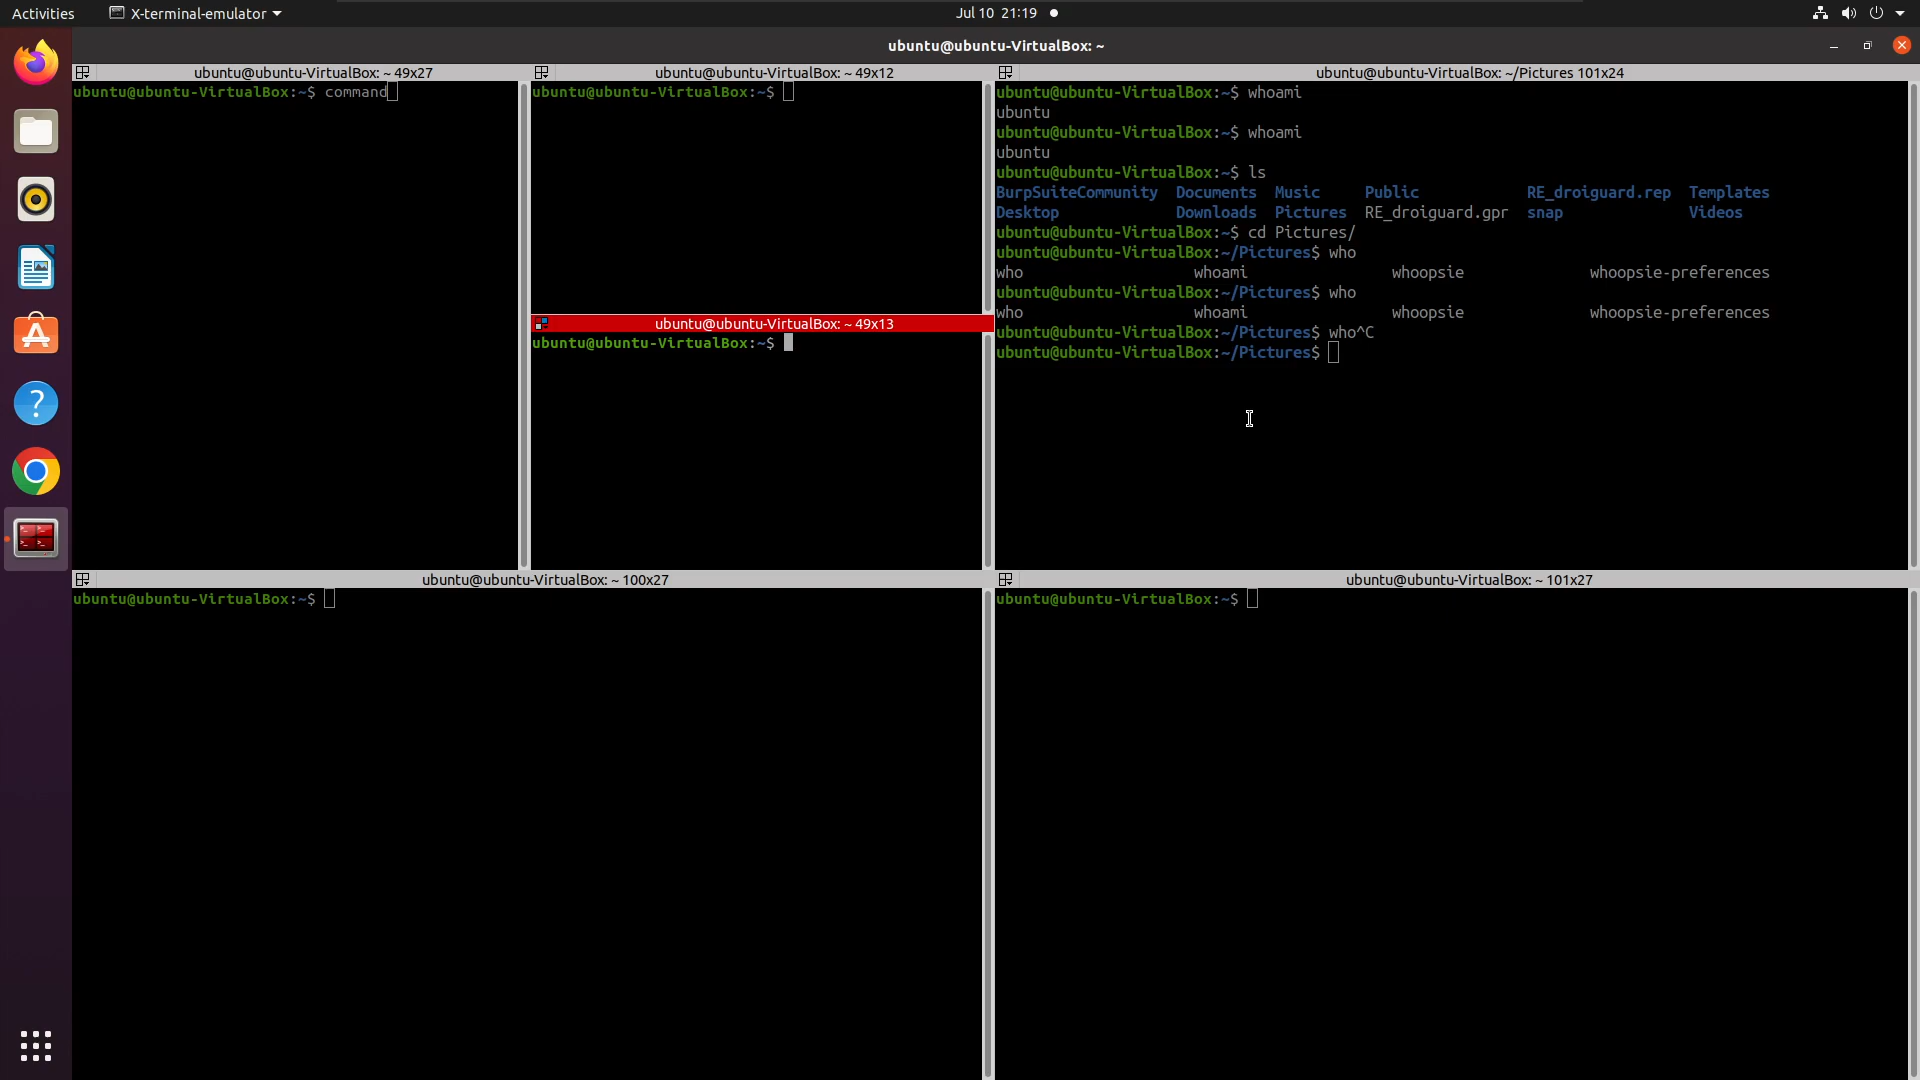 Activities X-terminal-emulator Jul 10 21:19
ubuntu@ubuntu-VirtualBox: ~
ubuntu@ubuntu-VirtualBox: ~ 49x27
ubuntu@ubuntu-VirtualBox:~$ command
ubuntu@ubuntu-VirtualBox: ~ 49x12
ubuntu@ubuntu-VirtualBox:~$
ubuntu@ubuntu-VirtualBox: ~ 49x13
ubuntu@ubuntu-VirtualBox:~$
ubuntu@ubuntu-VirtualBox: ~/Pictures 101x24
ubuntu@ubuntu-VirtualBox:~$ whoami
ubuntu
ubuntu@ubuntu-VirtualBox:~$ whoami
ubuntu
ubuntu@ubuntu-VirtualBox:~$ ls
BurpSuiteCommunity Documents Music Public RE_droiguard.rep Templates
Desktop Downloads Pictures RE_droiguard.gpr snap Videos
ubuntu@ubuntu-VirtualBox:~$ cd Pictures/
ubuntu@ubuntu-VirtualBox:~/Pictures$ who
who whoami whoopsie whoopsie-preferences
ubuntu@ubuntu-VirtualBox:~/Pictures$ who
who whoami whoopsie whoopsie-preferences
ubuntu@ubuntu-VirtualBox:~/Pictures$ who^C
ubuntu@ubuntu-VirtualBox:~/Pictures$
ubuntu@ubuntu-VirtualBox: ~ 100x27
ubuntu@ubuntu-VirtualBox:~$
ubuntu@ubuntu-VirtualBox: ~ 101x27
ubuntu@ubuntu-VirtualBox:~$